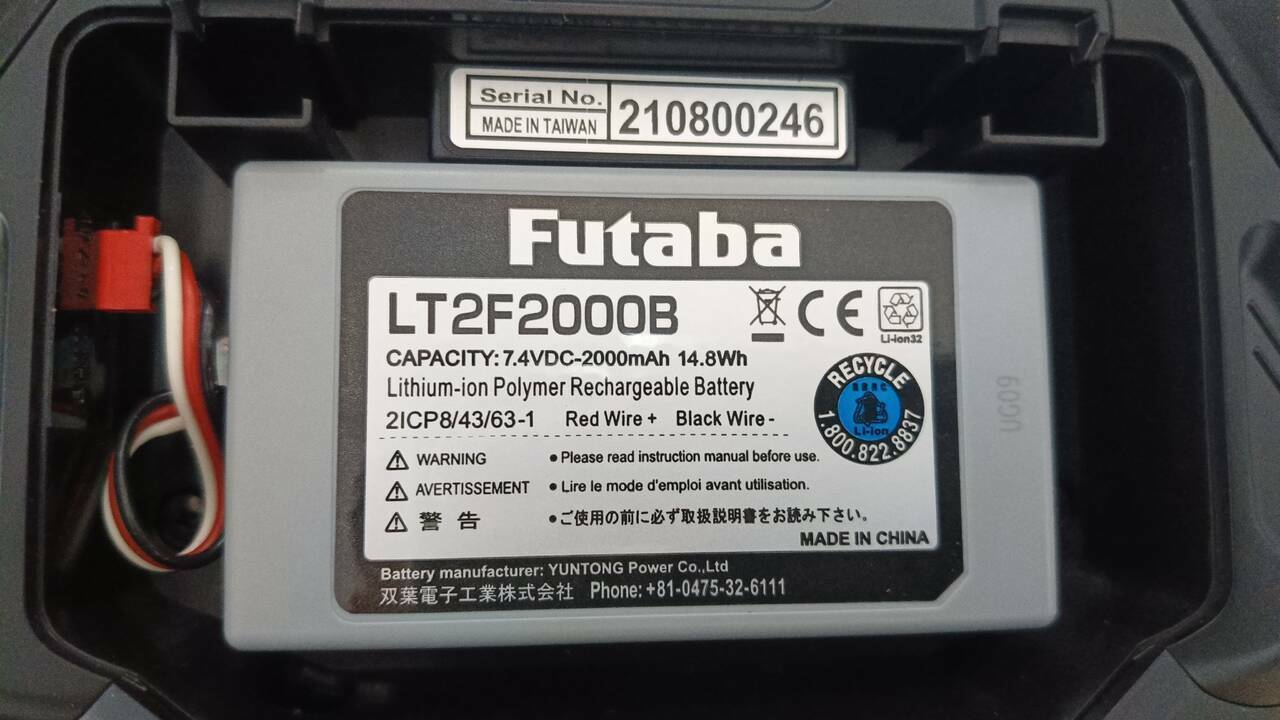 Serial No.
MADE IN TAIWAN
210800246
Futaba
LT2F2000B
CAPACITY: 7.4VDC-2000mAh 14.8Wh
Lithium-ion Polymer Rechargeable Battery
2ICP8/43/63-1 Red Wire + Black Wire -
Li-ion32
RECYCLE
Li-ion
1.800.822.8837
WARNING •Please read instruction manual before use.
AVERTISSEMENT •Lire le mode d'emploi avant utilisation.
警告 •ご使用の前に必ず取扱説明書をお読み下さい。
MADE IN CHINA
Battery manufacturer: YUNTONG Power Co.,Ltd
双葉電子工業株式会社 Phone: +81-0475-32-6111
UG09